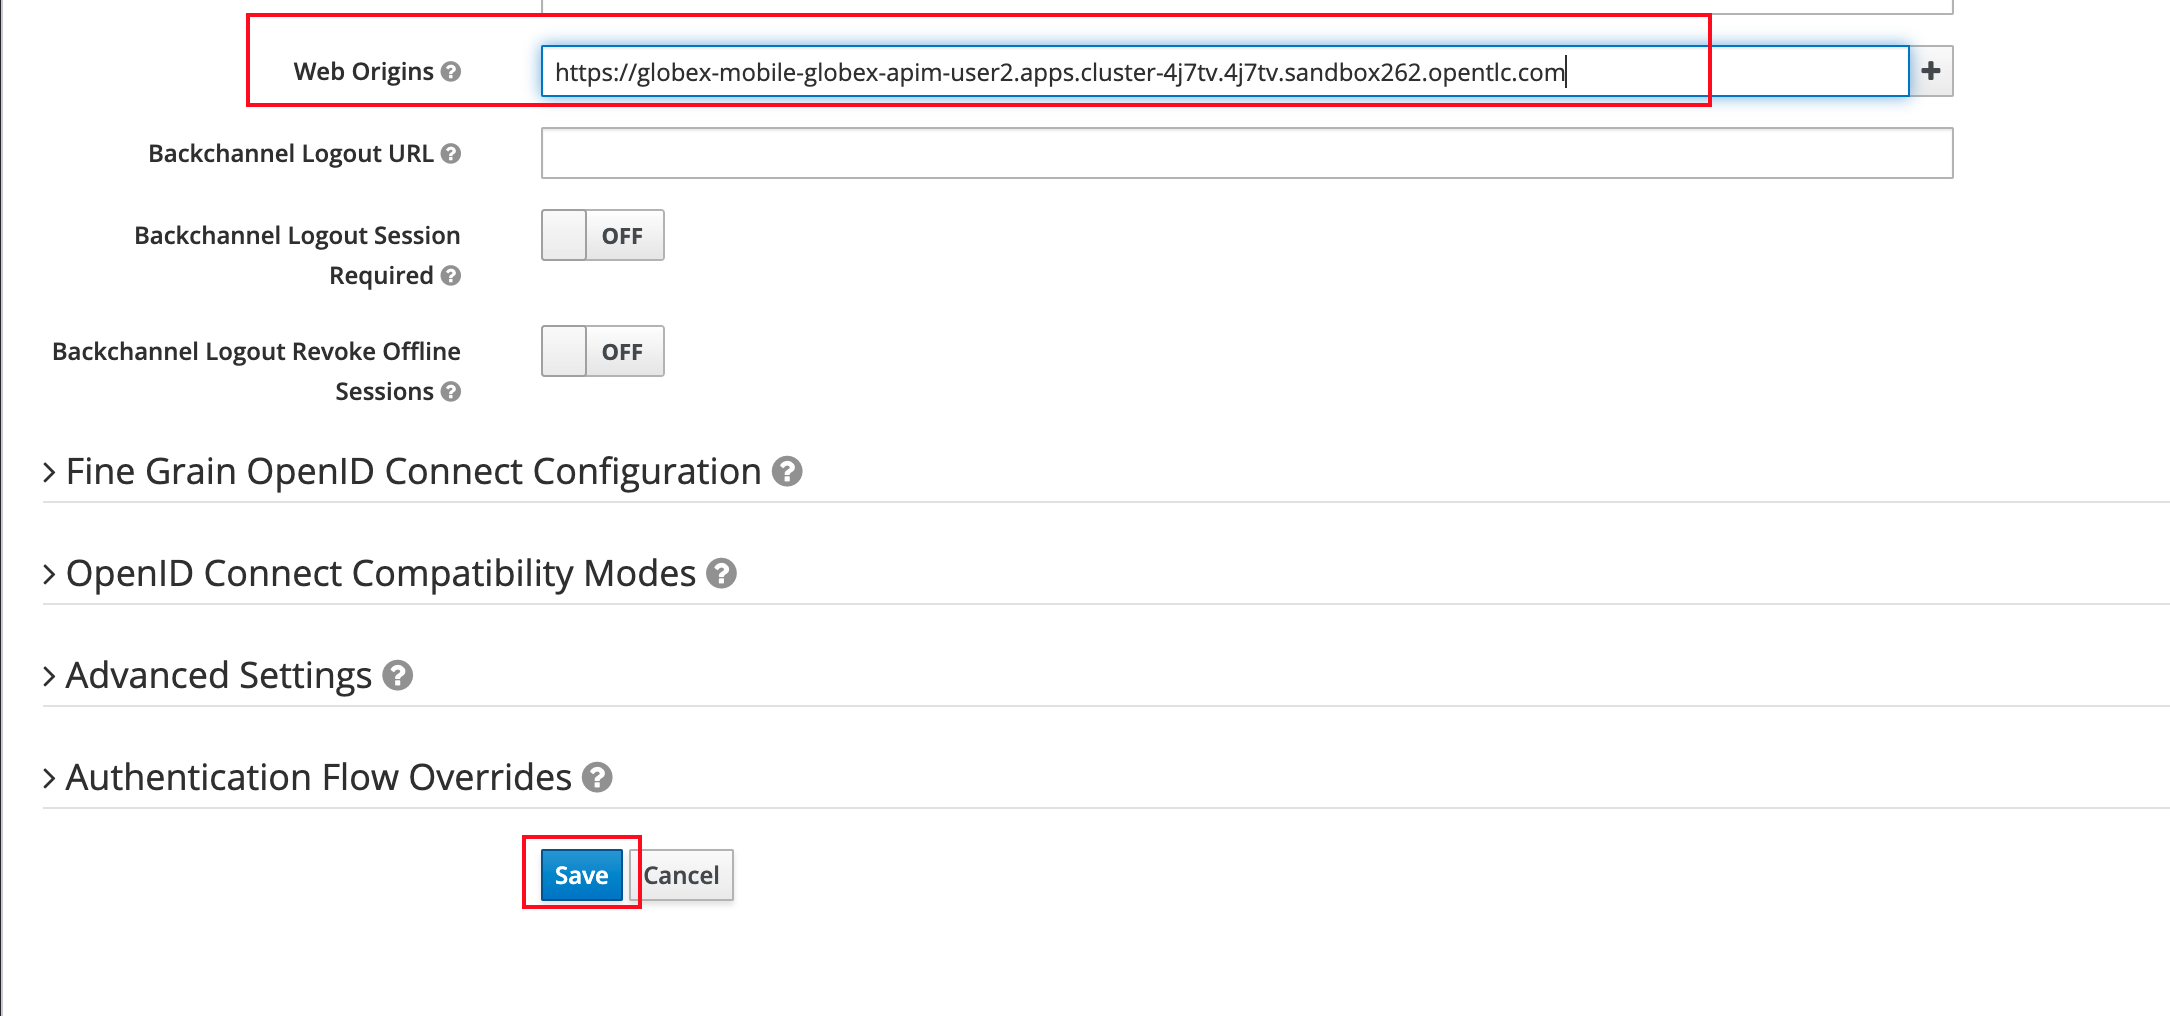 Web Origins
https://globex-mobile-globex-apim-user2.apps.cluster-4j7tv.4j7tv.sandbox262.opentlc.com
Backchannel Logout URL
Backchannel Logout Session
Required
OFF
Backchannel Logout Revoke Offline
Sessions
OFF
Fine Grain OpenID Connect Configuration
OpenID Connect Compatibility Modes
Advanced Settings
Authentication Flow Overrides
Save
Cancel